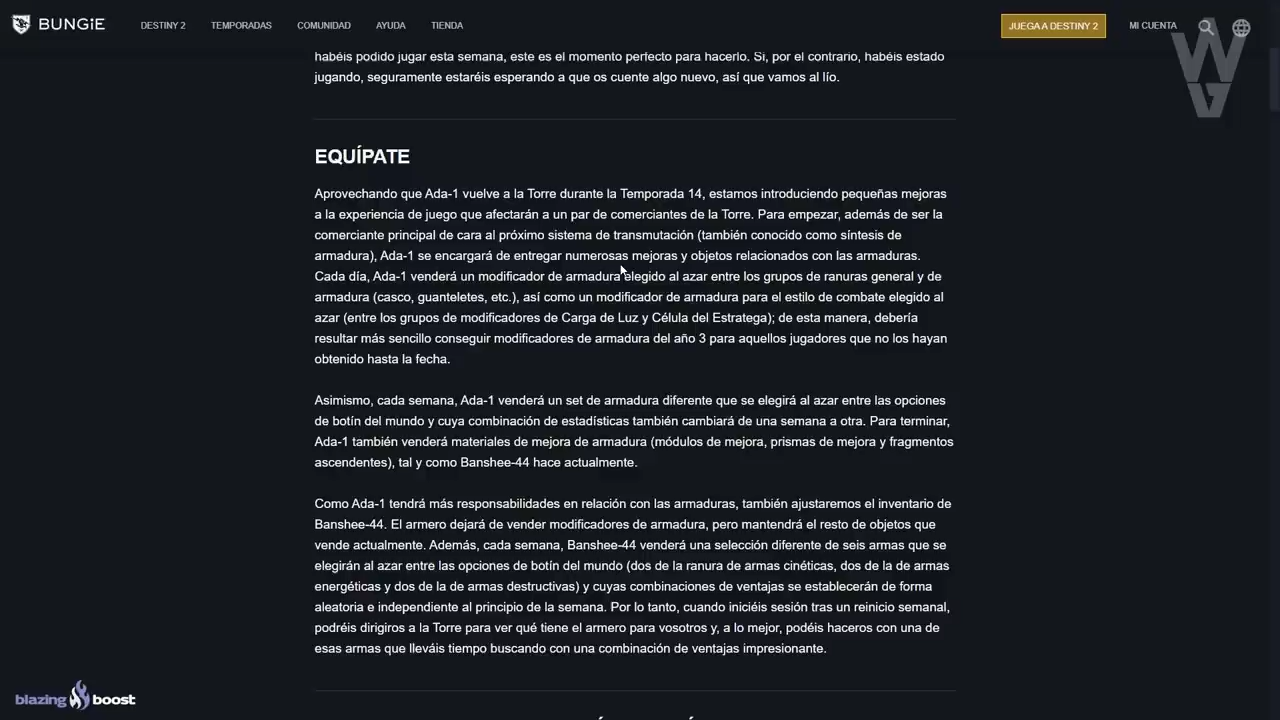 BUNGiE
DESTINY 2
TEMPORADAS
COMUNIDAD
AYUDA
TIENDA
JUEGA A DESTINY 2
MI CUENTA
habéis podido jugar esta semana, este es el momento perfecto para hacerlo. Si, por el contrario, habéis estado
jugando, seguramente estaréis esperando a que os cuente algo nuevo, así que vamos al lío.
EQUÍPATE
Aprovechando que Ada-1 vuelve a la Torre durante la Temporada 14, estamos introduciendo pequeñas mejoras
a la experiencia de juego que afectarán a un par de comerciantes de la Torre. Para empezar, además de ser la
comerciante principal de cara al próximo sistema de transmutación (también conocido como síntesis de
armadura), Ada-1 se encargará de entregar numerosas mejoras y objetos relacionados con las armaduras.
Cada día, Ada-1 venderá un modificador de armadura elegido al azar entre los grupos de ranuras general y de
armadura (casco, guanteletes, etc.), así como un modificador de armadura para el estilo de combate elegido al
azar (entre los grupos de modificadores de Carga de Luz y Célula del Estratega); de esta manera, debería
resultar más sencillo conseguir modificadores de armadura del año 3 para aquellos jugadores que no los hayan
obtenido hasta la fecha.
Asimismo, cada semana, Ada-1 venderá un set de armadura diferente que se elegirá al azar entre las opciones
de botín del mundo y cuya combinación de estadísticas también cambiará de una semana a otra. Para terminar,
Ada-1 también venderá materiales de mejora de armadura (módulos de mejora, prismas de mejora y fragmentos
ascendentes), tal y como Banshee-44 hace actualmente.
Como Ada-1 tendrá más responsabilidades en relación con las armaduras, también ajustaremos el inventario de
Banshee-44. El armero dejará de vender modificadores de armadura, pero mantendrá el resto de objetos que
vende actualmente. Además, cada semana, Banshee-44 venderá una selección diferente de seis armas que se
elegirán al azar entre las opciones de botín del mundo (dos de la ranura de armas cinéticas, dos de la de armas
energéticas y dos de la de armas destructivas) y cuyas combinaciones de ventajas se establecerán de forma
aleatoria e independiente al principio de la semana. Por lo tanto, cuando iniciéis sesión tras un reinicio semanal,
podréis dirigiros a la Torre para ver qué tiene el armero para vosotros y, a lo mejor, podéis haceros con una de
esas armas que lleváis tiempo buscando con una combinación de ventajas impresionante.
blazing boost